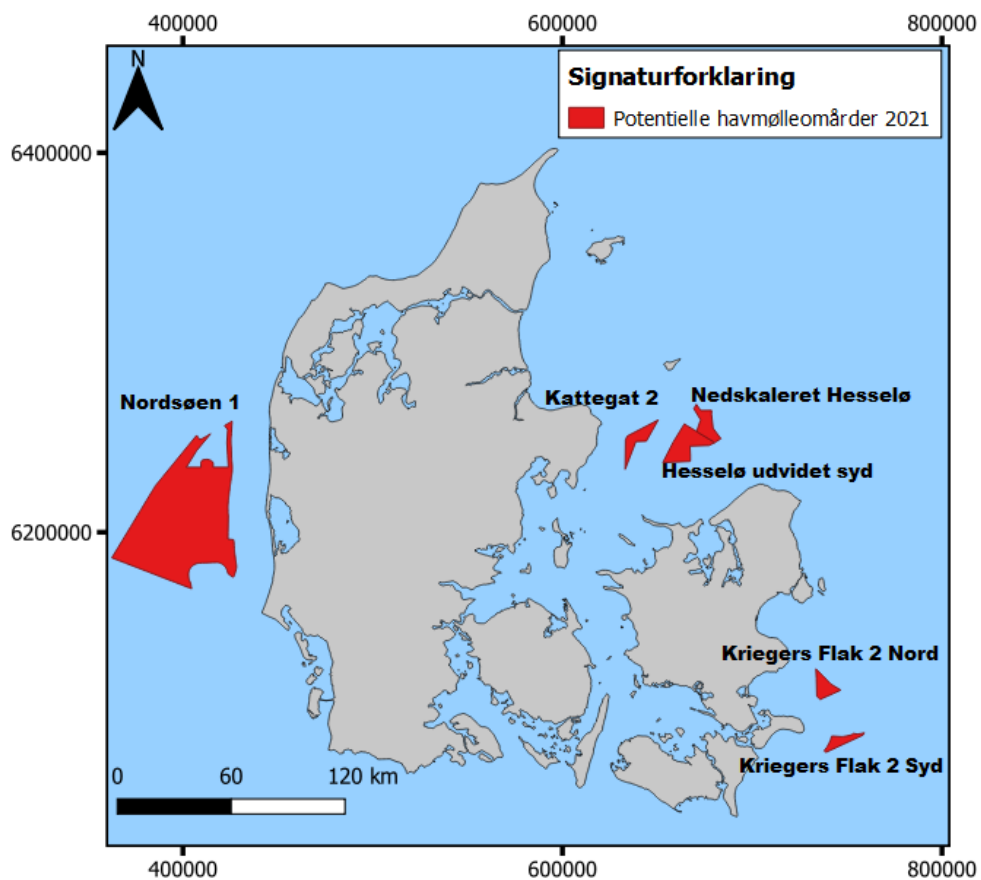 400000
600000
800000
N
Signaturforklaring
Potentielle havmølleomårder 2021
6400000
Nordsøen 1
Kattegat 2
Nedskaleret Hesselø
Hesselø udvidet syd
6200000
Kriegers Flak 2 Nord
Kriegers Flak 2 Syd
0 60 120 km
400000
600000
800000